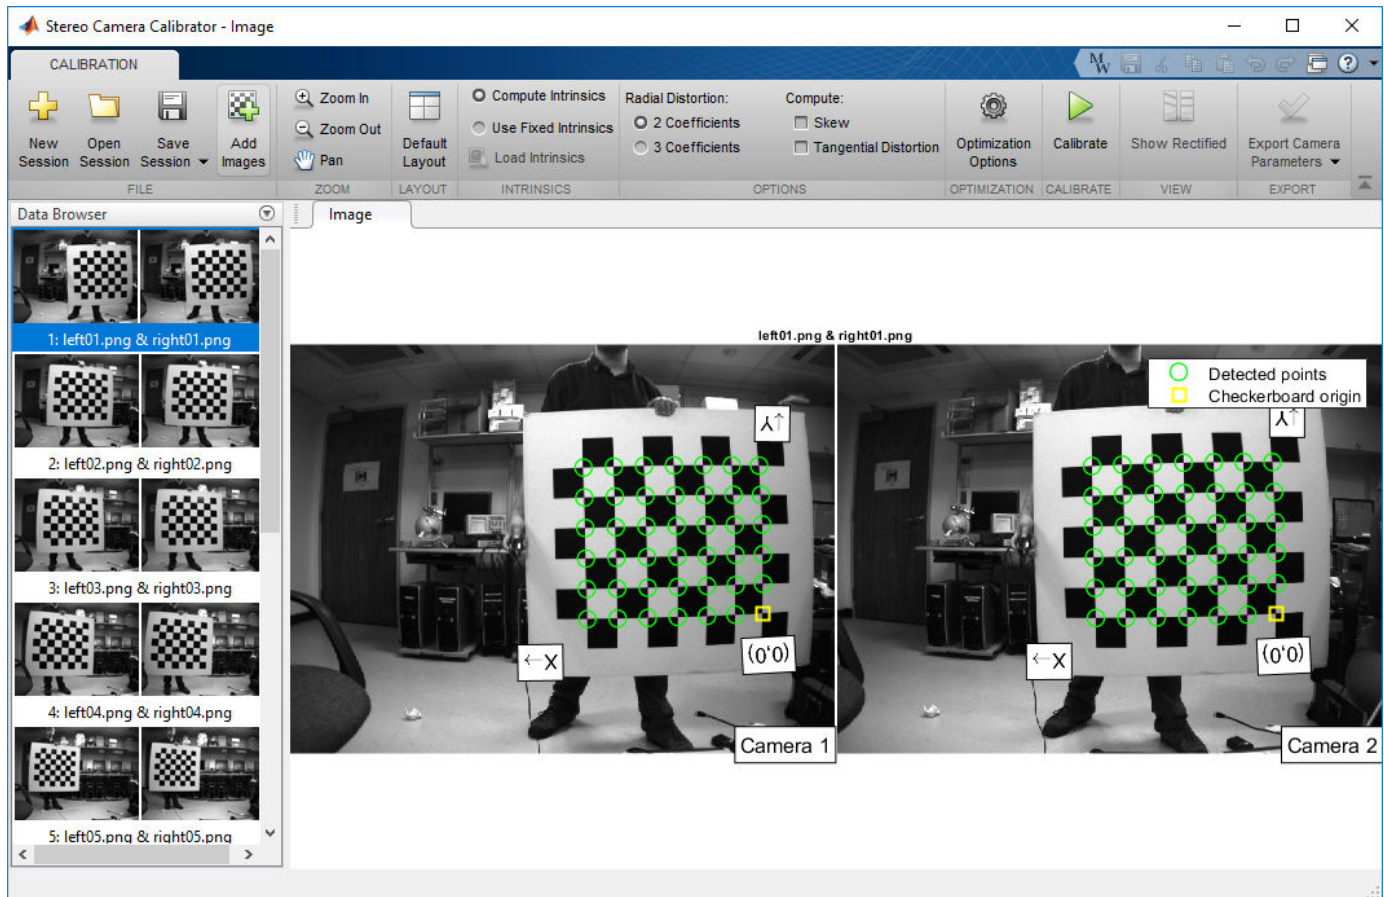 Stereo Camera Calibrator - Image
CALIBRATION
New Session
Open Session
Save Session
Add Images
FILE
Zoom In
Zoom Out
Pan
ZOOM
Default Layout
LAYOUT
Compute Intrinsics
Use Fixed Intrinsics
Load Intrinsics
INTRINSICS
Radial Distortion:
2 Coefficients
3 Coefficients
Compute:
Skew
Tangential Distortion
OPTIONS
Optimization Options
OPTIMIZATION
Calibrate
CALIBRATE
Show Rectified
VIEW
Export Camera Parameters
EXPORT
Data Browser
1: left01.png & right01.png
2: left02.png & right02.png
3: left03.png & right03.png
4: left04.png & right04.png
5: left05.png & right05.png
Image
left01.png & right01.png
Detected points
Checkerboard origin
Y↑
←X
(0,0)
Camera 1
Y↑
←X
(0,0)
Camera 2